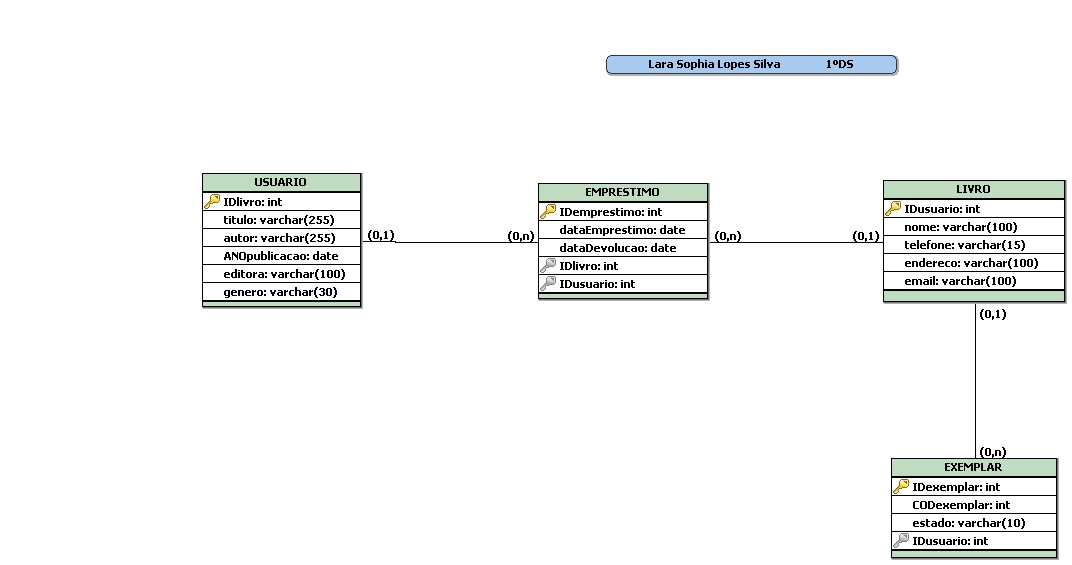 Lara Sophia Lopes Silva 1ºDS
USUARIO
IDlivro: int
titulo: varchar(255)
autor: varchar(255)
ANOpublicacao: date
editora: varchar(100)
genero: varchar(30)
(0,1)
(0,n)
EMPRESTIMO
IDemprestimo: int
dataEmprestimo: date
dataDevolucao: date
IDlivro: int
IDusuario: int
(0,n)
(0,1)
LIVRO
IDusuario: int
nome: varchar(100)
telefone: varchar(15)
endereco: varchar(100)
email: varchar(100)
(0,1)
(0,n)
EXEMPLAR
IDexemplar: int
CODexemplar: int
estado: varchar(10)
IDusuario: int